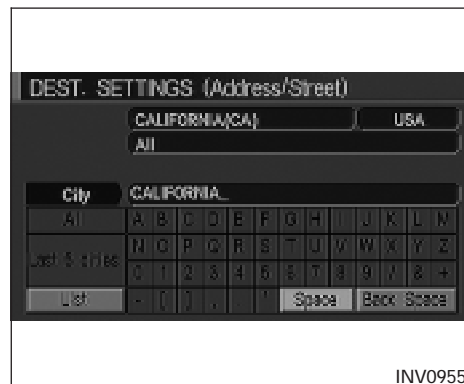 DEST. SETTINGS (Address/Street)
CALIFORNIA(CA) USA
All
City CALIFORNIA_
All A B C D E F G H I J K L M
Last 5 cities N O P Q R S T U V W X Y Z
0 1 2 3 4 5 6 7 8 9 / & +
List - ( ) , . ' Space Back Space
INV0955